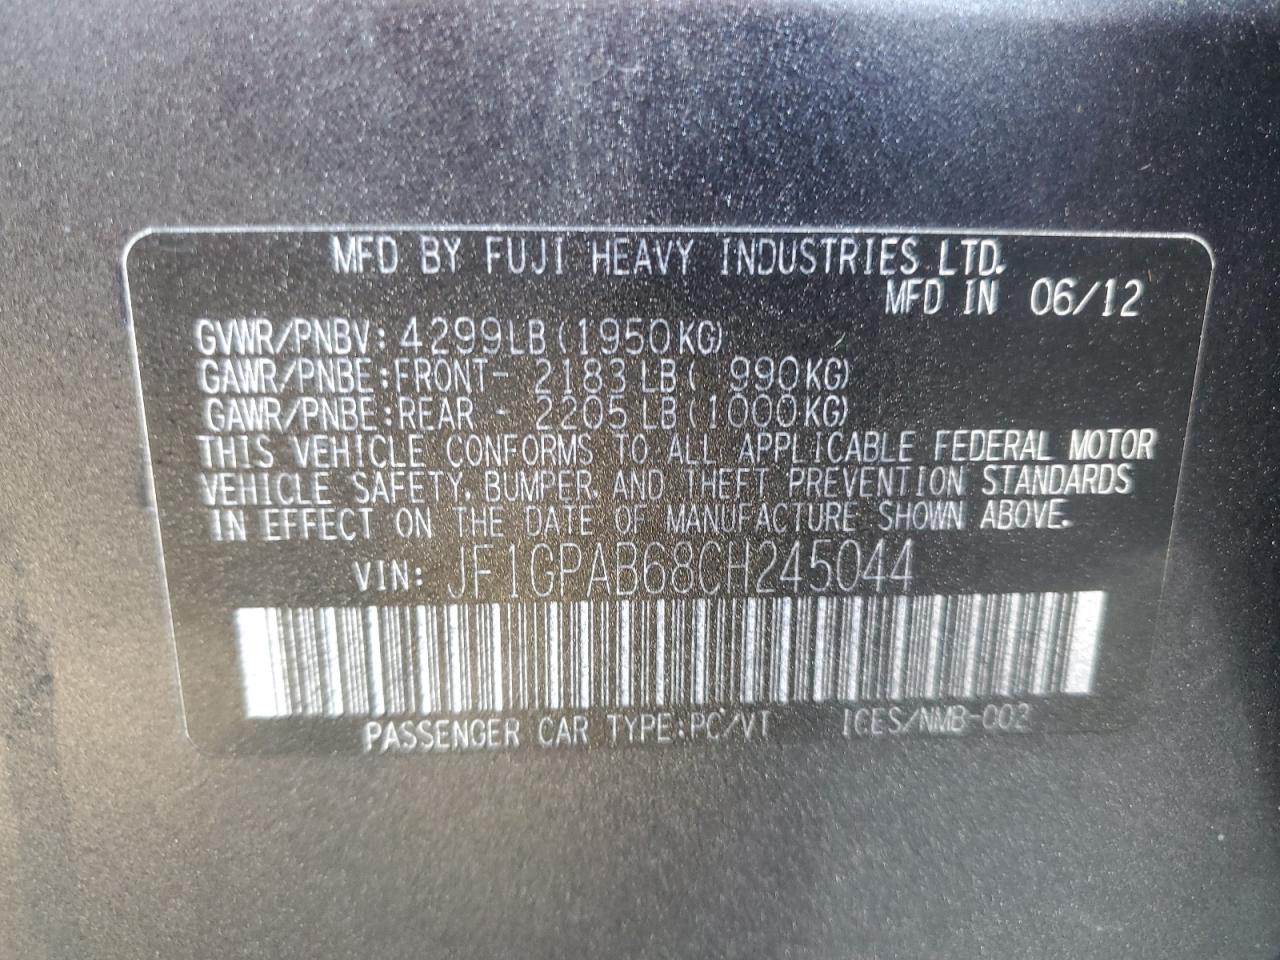 MFD BY FUJI HEAVY INDUSTRIES LTD.
MFD IN 06/12
GVWR/PNBV: 4299LB(1950KG)
GAWR/PNBE:FRONT- 2183LB( 990KG)
GAWR/PNBE:REAR - 2205LB(1000KG)
THIS VEHICLE CONFORMS TO ALL APPLICABLE FEDERAL MOTOR
VEHICLE SAFETY, BUMPER, AND THEFT PREVENTION STANDARDS
IN EFFECT ON THE DATE OF MANUFACTURE SHOWN ABOVE.
VIN: JF1GPAB68CH245044
PASSENGER CAR TYPE:PC/VT ICES/NMB-002